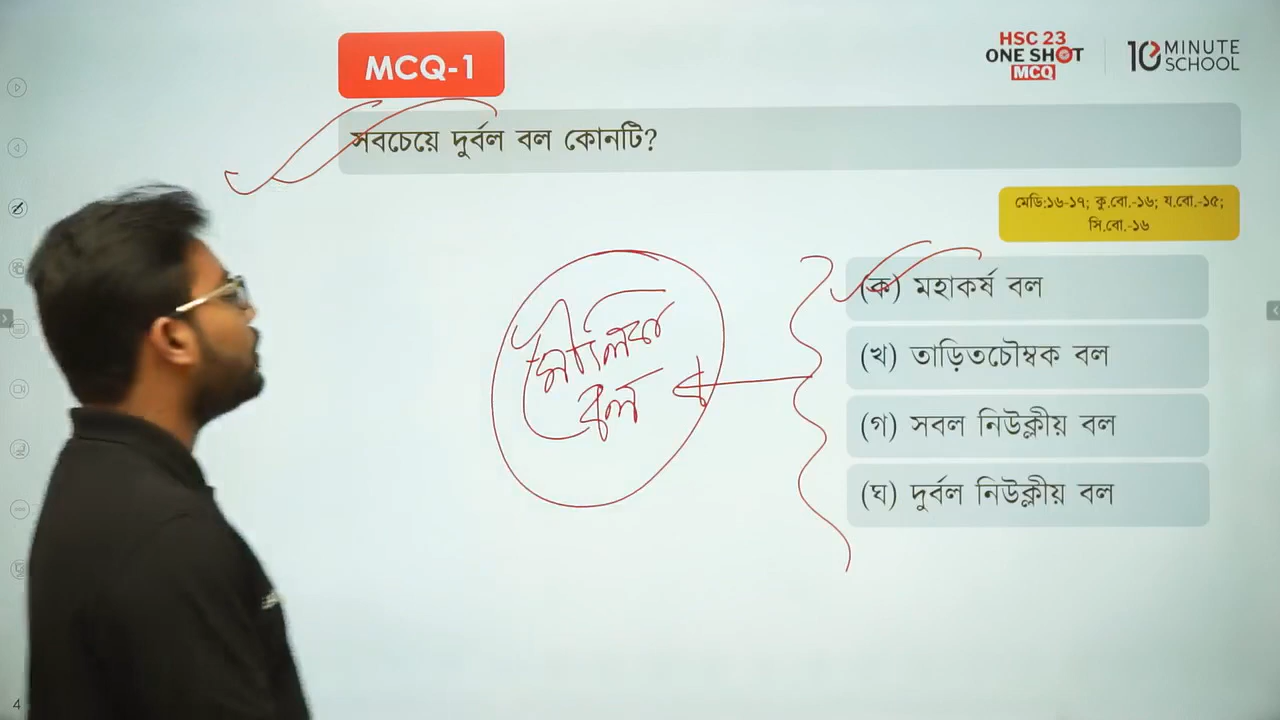 HSC 23
ONE SHOT
MCQ
10 MINUTE
SCHOOL
MCQ-1
সবচেয়ে দুর্বল বল কোনটি?
মেডি:১৬-১৭; কু.বো.-১৬; য.বো.-১৫;
সি.বো.-১৬
(ক) মহাকর্ষ বল
(খ) তাড়িতচৌম্বক বল
(গ) সবল নিউক্লীয় বল
(ঘ) দুর্বল নিউক্লীয় বল
মৌলিক
বল
4